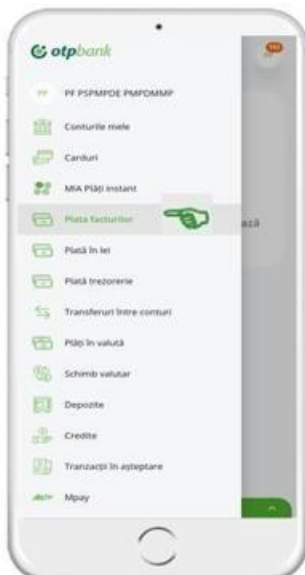 otpbank
PF PSPMPDE PMPDMMP
Conturile mele
Carduri
MIA Plăți instant
Plata facturilor
ază
Plată în lei
Plată trezorerie
Transferuri între conturi
Plăți în valută
Schimb valutar
Depozite
Credite
Tranzacții în așteptare
Mpay